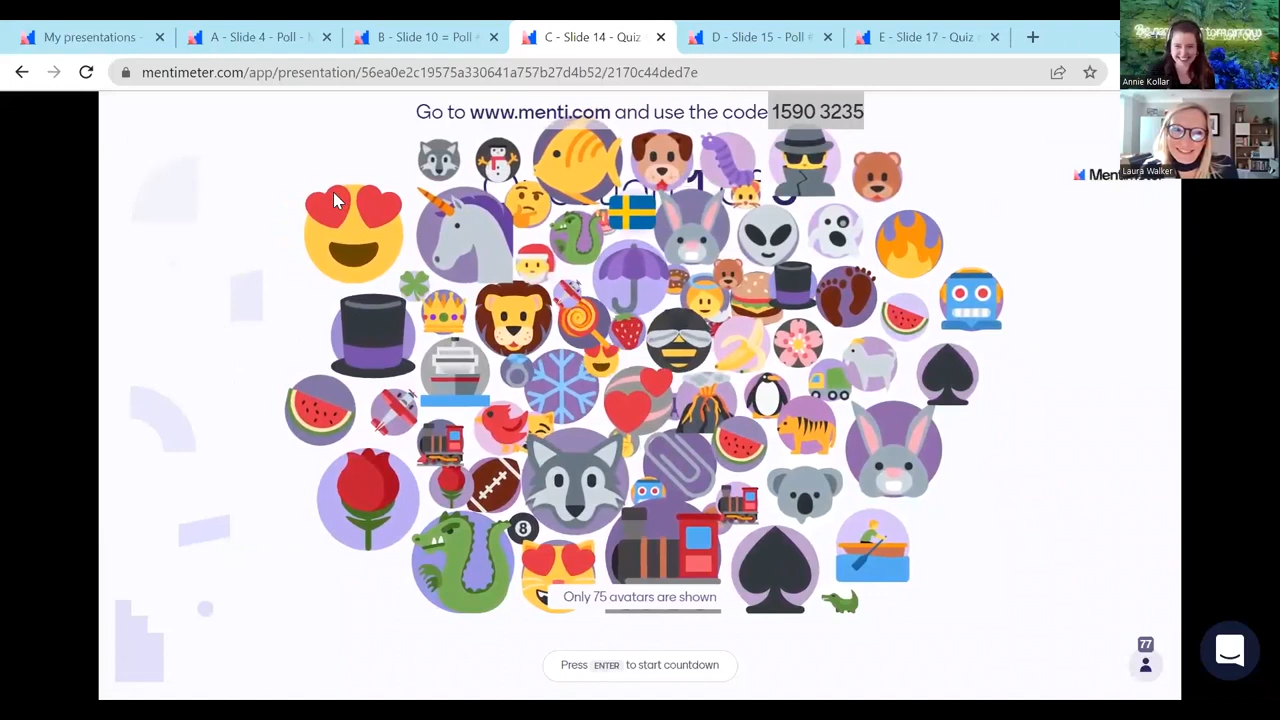 My presentations -
A - Slide 4 - Poll -
B - Slide 10 = Poll
C - Slide 14 - Quiz
D - Slide 15 - Poll
E - Slide 17 - Quiz
mentimeter.com/app/presentation/56ea0e2c19575a330641a757b27d4b52/2170c44ded7e
Annie Kollar
Laura Walker
Go to www.menti.com and use the code 1590 3235
8
Only 75 avatars are shown
Press ENTER to start countdown
77